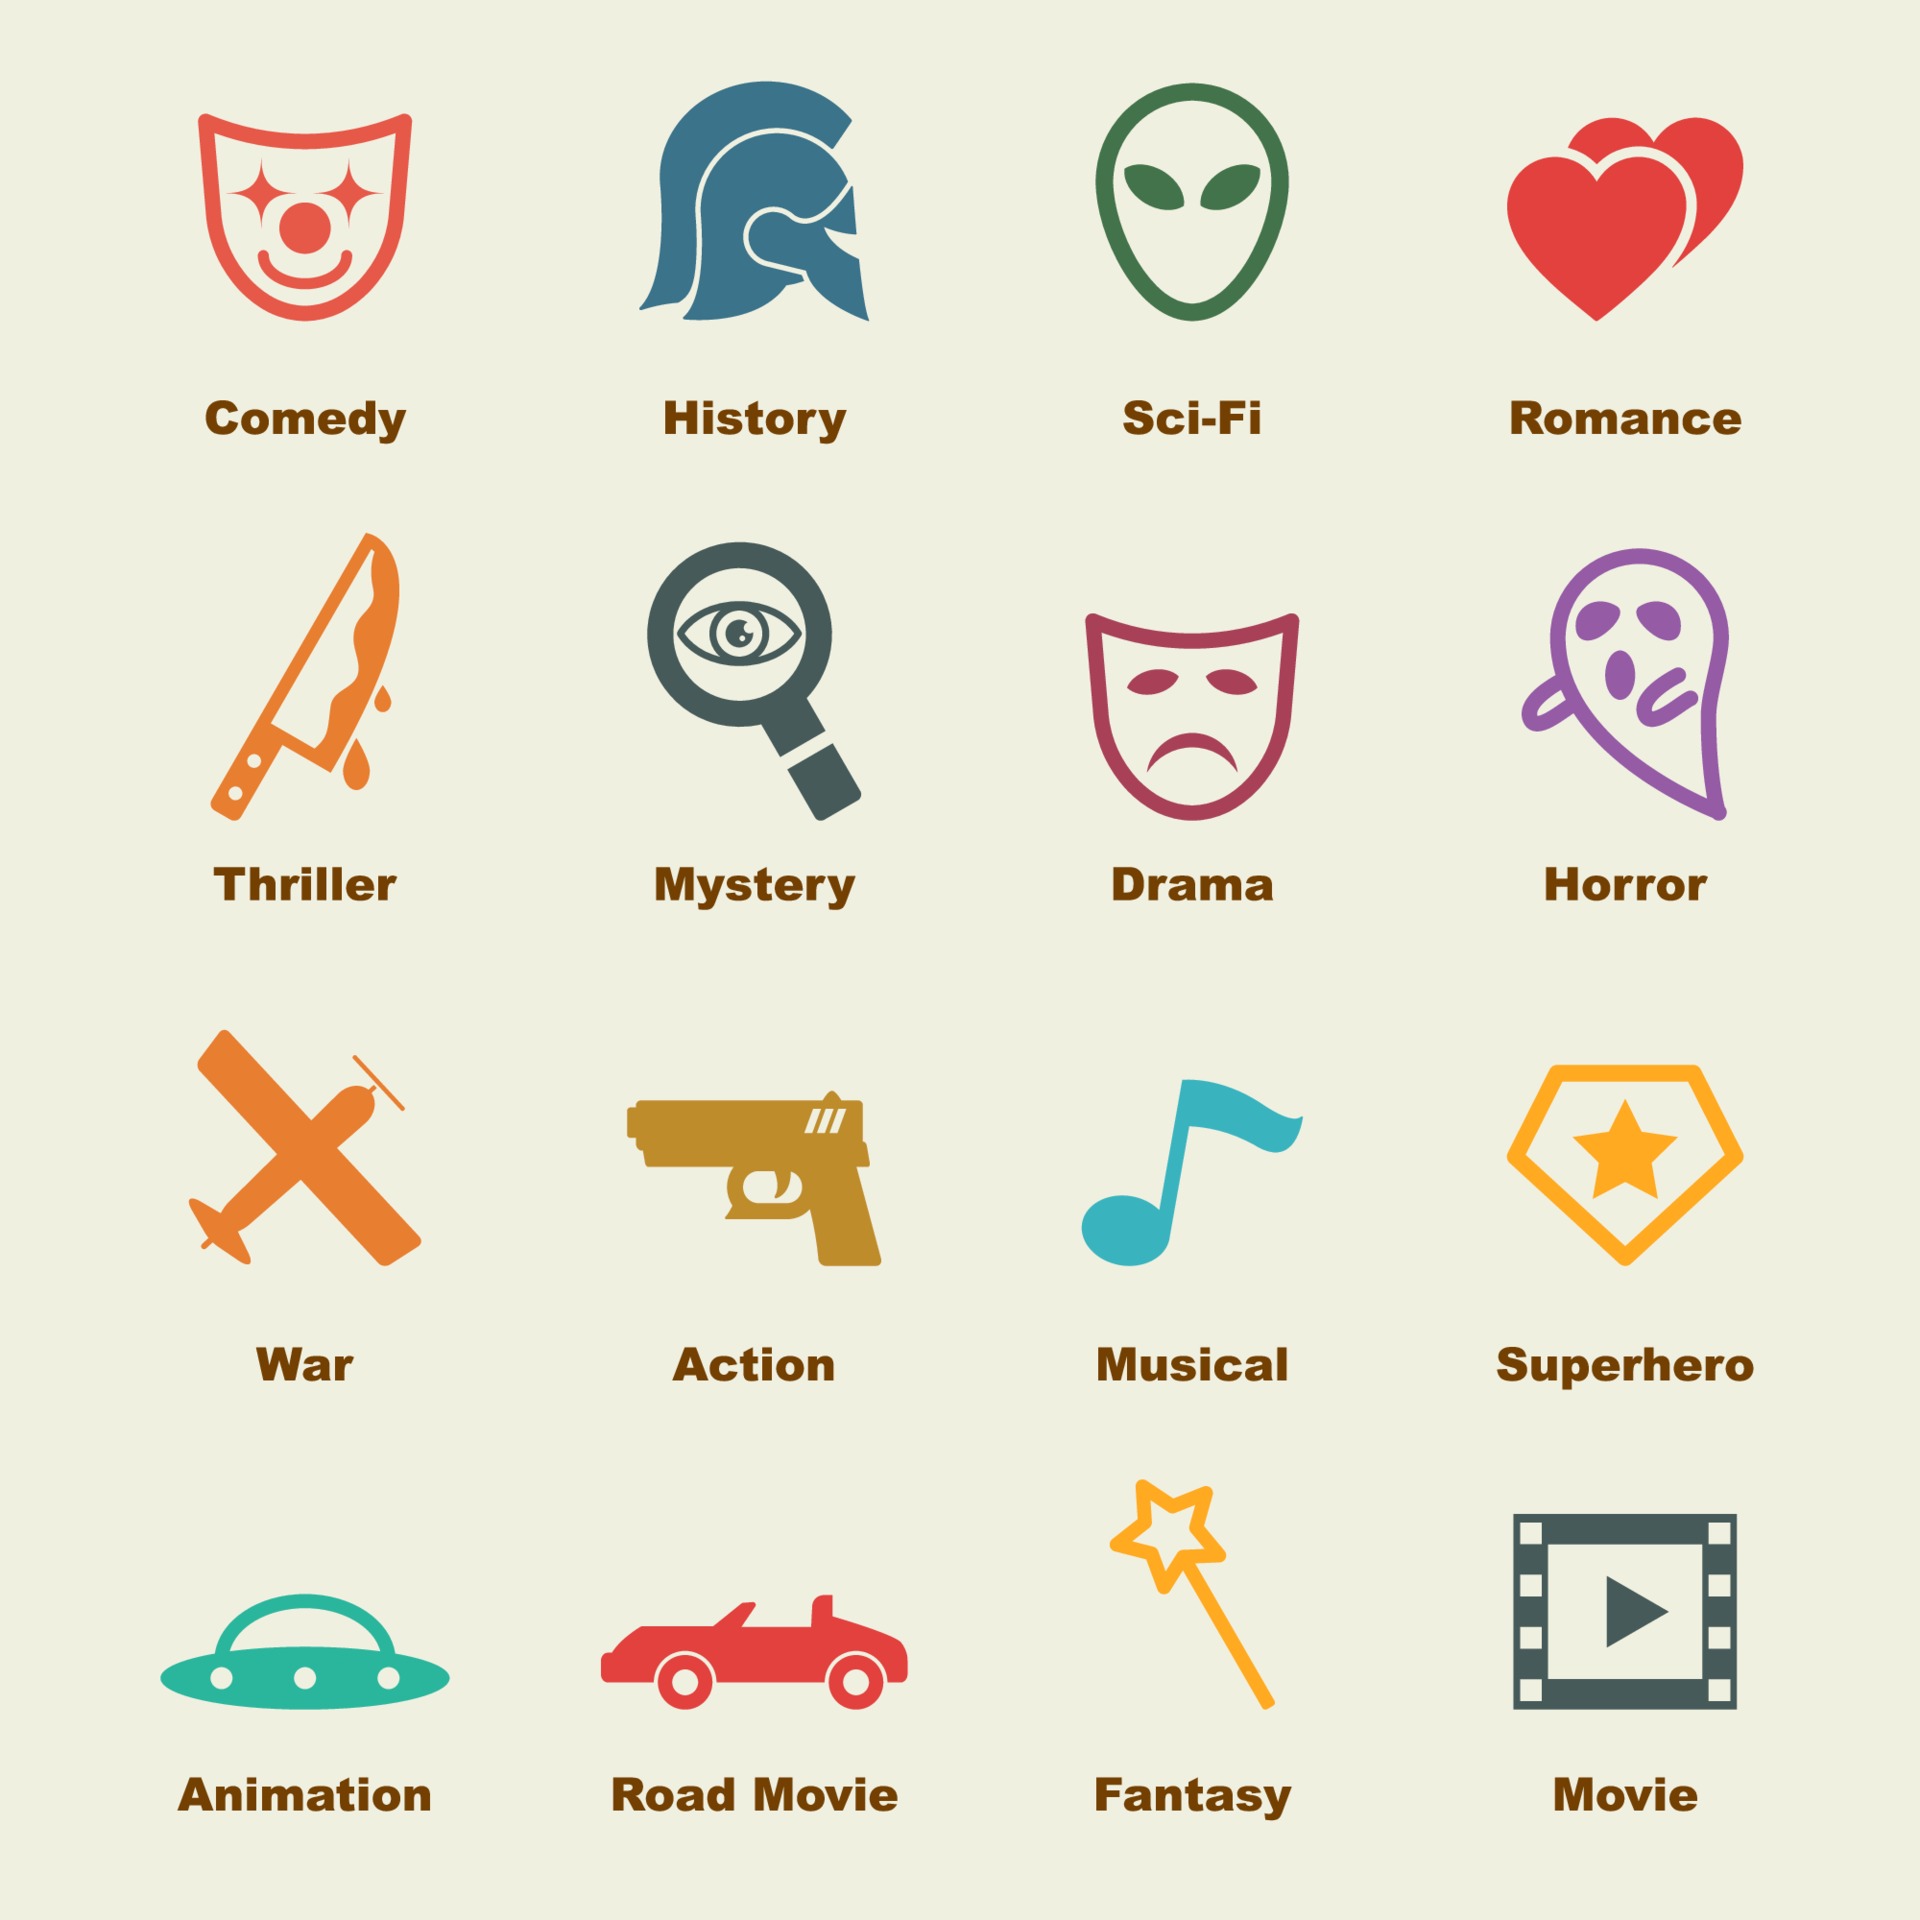 Comedy
History
Sci-Fi
Romance
Thriller
Mystery
Drama
Horror
War
Action
Musical
Superhero
Animation
Road Movie
Fantasy
Movie